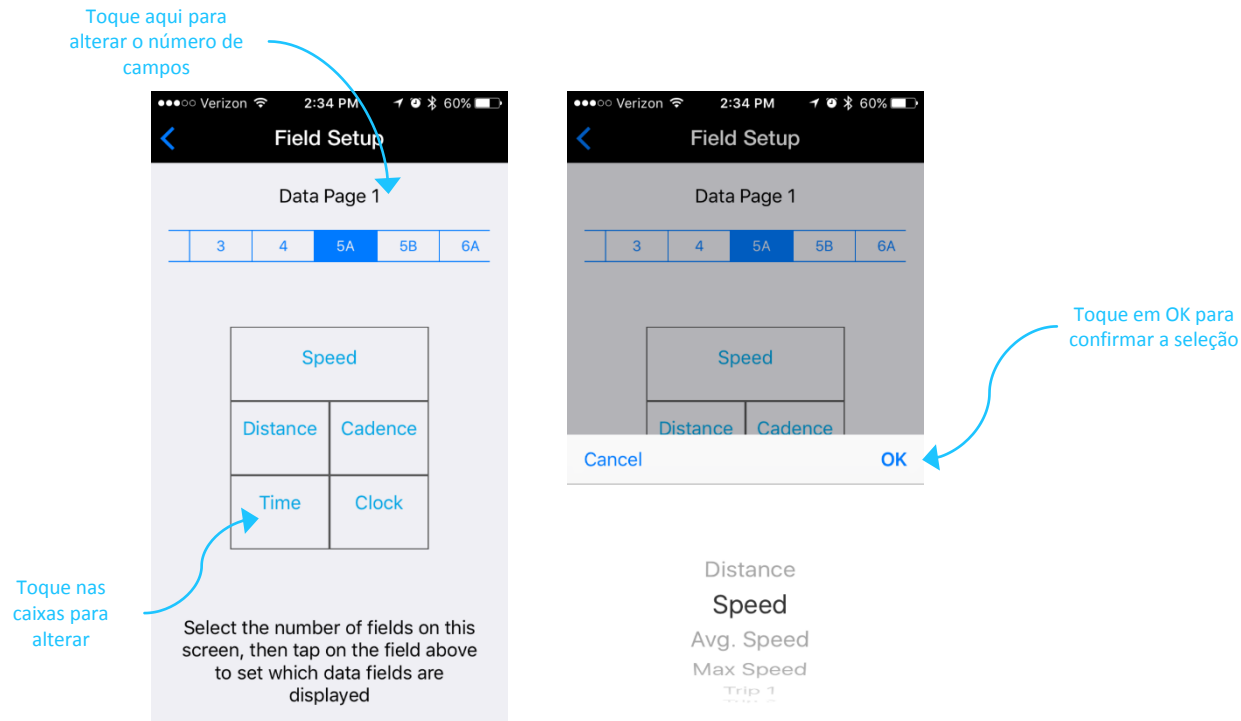 Toque aqui para
alterar o número de
campos
Verizon 2:34 PM 60%
Field Setup
Data Page 1
3 4 5A 5B 6A
Speed
Distance Cadence
Time Clock
Toque nas
caixas para
alterar
Select the number of fields on this
screen, then tap on the field above
to set which data fields are
displayed
Verizon 2:34 PM 60%
Field Setup
Data Page 1
3 4 5A 5B 6A
Speed
Distance Cadence
Cancel OK
Toque em OK para
confirmar a seleção
Distance
Speed
Avg. Speed
Max Speed
Trip 1